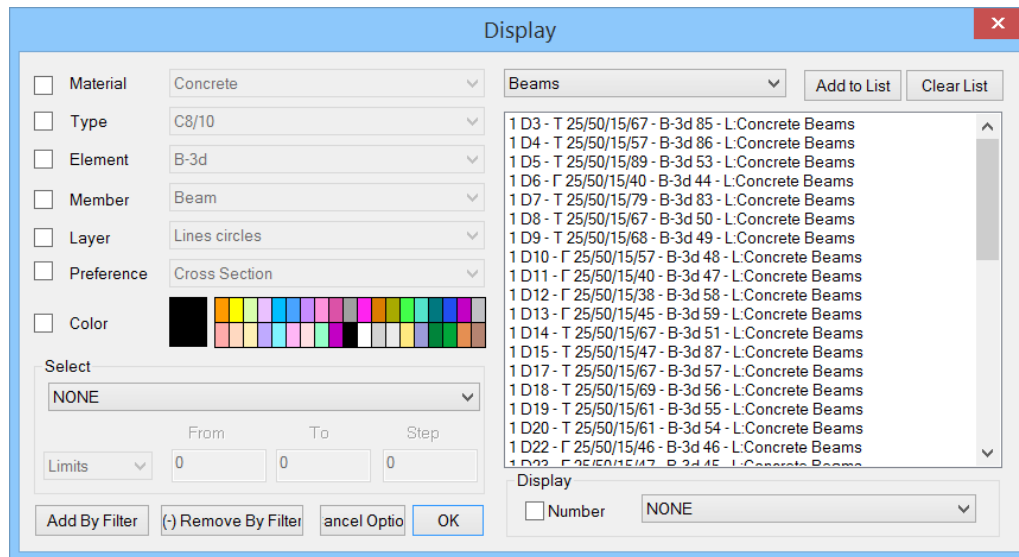 Display
Material
Concrete
Type
C8/10
Element
B-3d
Member
Beam
Layer
Lines circles
Preference
Cross Section
Color
Select
NONE
From To Step
Limits 0 0 0
Add By Filter (-) Remove By Filter ancel Optio OK
Beams Add to List Clear List
1 D3 - T 25/50/15/67 - B-3d 85 - L:Concrete Beams
1 D4 - T 25/50/15/57 - B-3d 86 - L:Concrete Beams
1 D5 - T 25/50/15/89 - B-3d 53 - L:Concrete Beams
1 D6 - Γ 25/50/15/40 - B-3d 44 - L:Concrete Beams
1 D7 - T 25/50/15/79 - B-3d 83 - L:Concrete Beams
1 D8 - T 25/50/15/67 - B-3d 50 - L:Concrete Beams
1 D9 - T 25/50/15/68 - B-3d 49 - L:Concrete Beams
1 D10 - Γ 25/50/15/57 - B-3d 48 - L:Concrete Beams
1 D11 - Γ 25/50/15/40 - B-3d 47 - L:Concrete Beams
1 D12 - Γ 25/50/15/38 - B-3d 58 - L:Concrete Beams
1 D13 - Γ 25/50/15/45 - B-3d 59 - L:Concrete Beams
1 D14 - T 25/50/15/67 - B-3d 51 - L:Concrete Beams
1 D15 - T 25/50/15/47 - B-3d 87 - L:Concrete Beams
1 D17 - T 25/50/15/67 - B-3d 57 - L:Concrete Beams
1 D18 - T 25/50/15/69 - B-3d 56 - L:Concrete Beams
1 D19 - T 25/50/15/61 - B-3d 55 - L:Concrete Beams
1 D20 - T 25/50/15/61 - B-3d 54 - L:Concrete Beams
1 D22 - Γ 25/50/15/46 - B-3d 46 - L:Concrete Beams
1 D23 - Γ 25/50/15/47 - B-3d 45 - L:Concrete Beams
Display
Number NONE